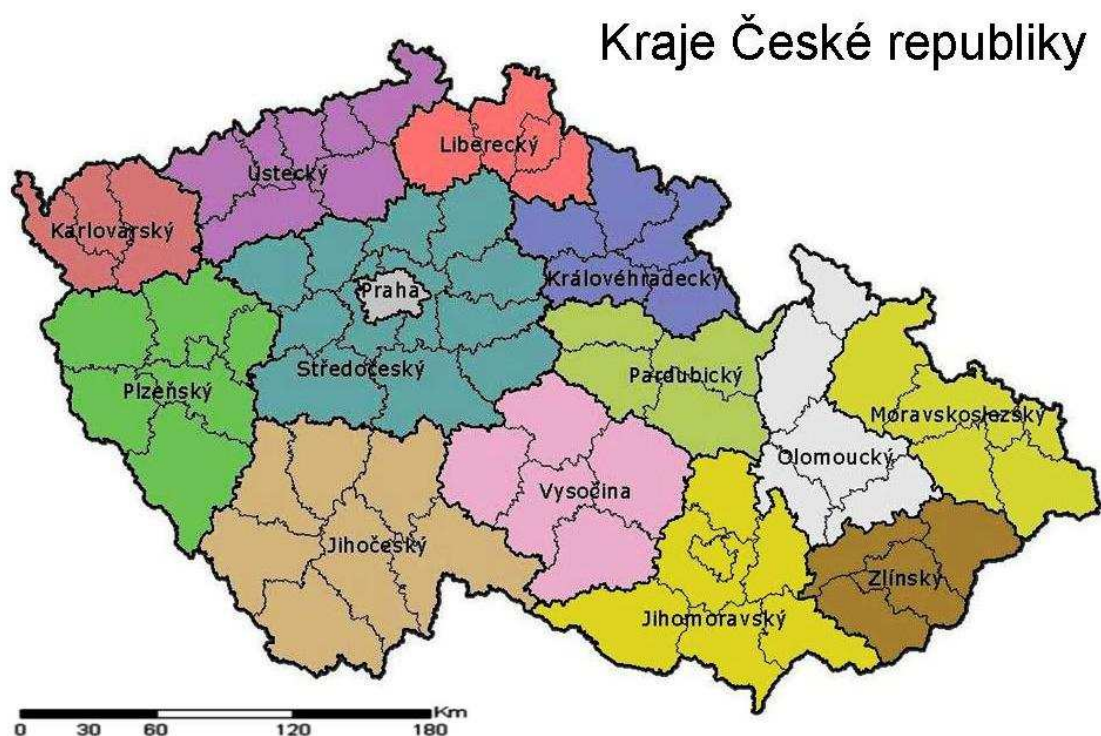 Kraje České republiky
Liberecký
Ústecký
Karlovarský
Královéhradecký
Praha
Středočeský
Pardubický
Plzeňský
Moravskoslezský
Olomoucký
Vysočina
Jihočeský
Zlínský
Jihomoravský
Km
0 30 60 120 180